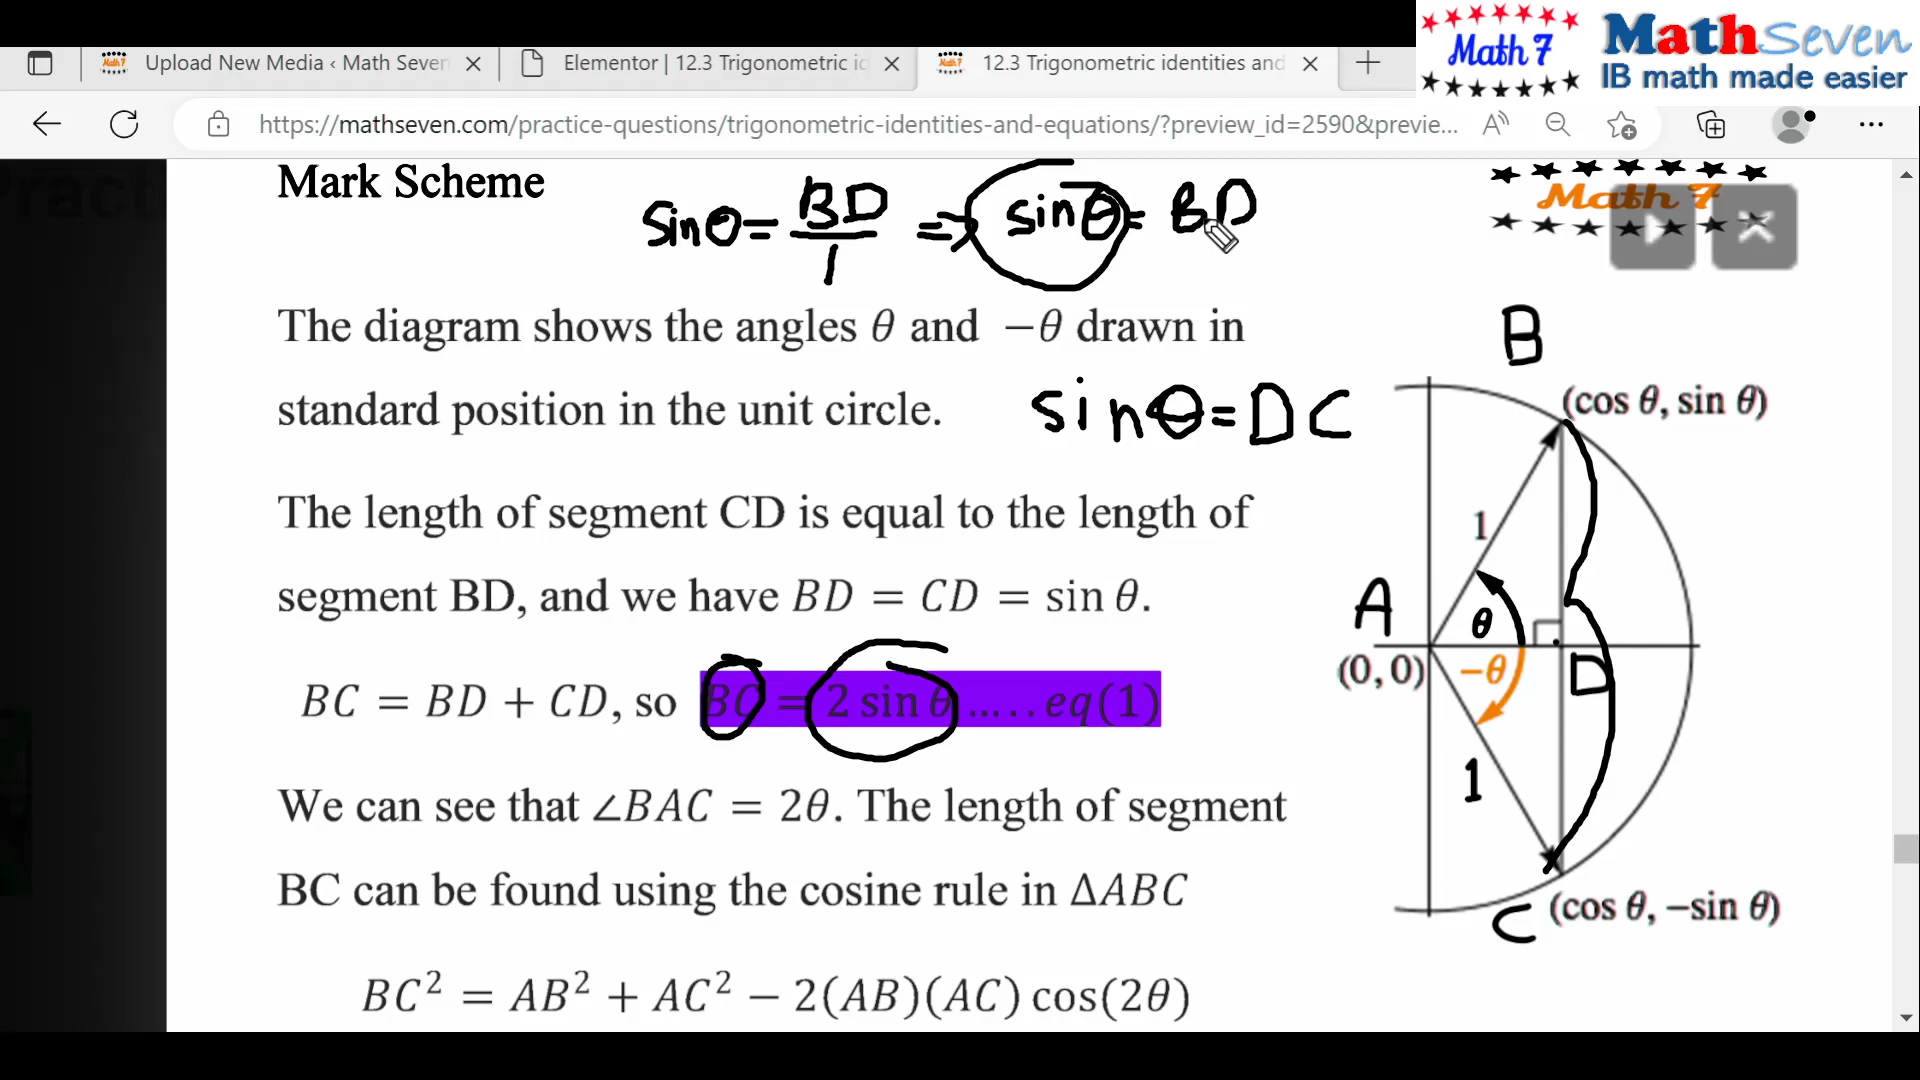 Math 7
MathSeven
IB math made easier
Upload New Media ‹ Math Seven
Elementor | 12.3 Trigonometric ic
12.3 Trigonometric identities and
https://mathseven.com/practice-questions/trigonometric-identities-and-equations/?preview_id=2590&previe...
Practi
Mark Scheme
sinθ = BD/1 => sinθ = BD
Math 7
The diagram shows the angles θ and −θ drawn in
standard position in the unit circle.
sinθ = DC
The length of segment CD is equal to the length of
segment BD, and we have BD = CD = sin θ.
BC = BD + CD, so BC = 2 sin θ ..... eq(1)
We can see that ∠BAC = 2θ. The length of segment
BC can be found using the cosine rule in ΔABC
BC² = AB² + AC² − 2(AB)(AC) cos(2θ)
B
(cos θ, sin θ)
1
A
θ
(0, 0)
−θ
D
1
C
(cos θ, −sin θ)